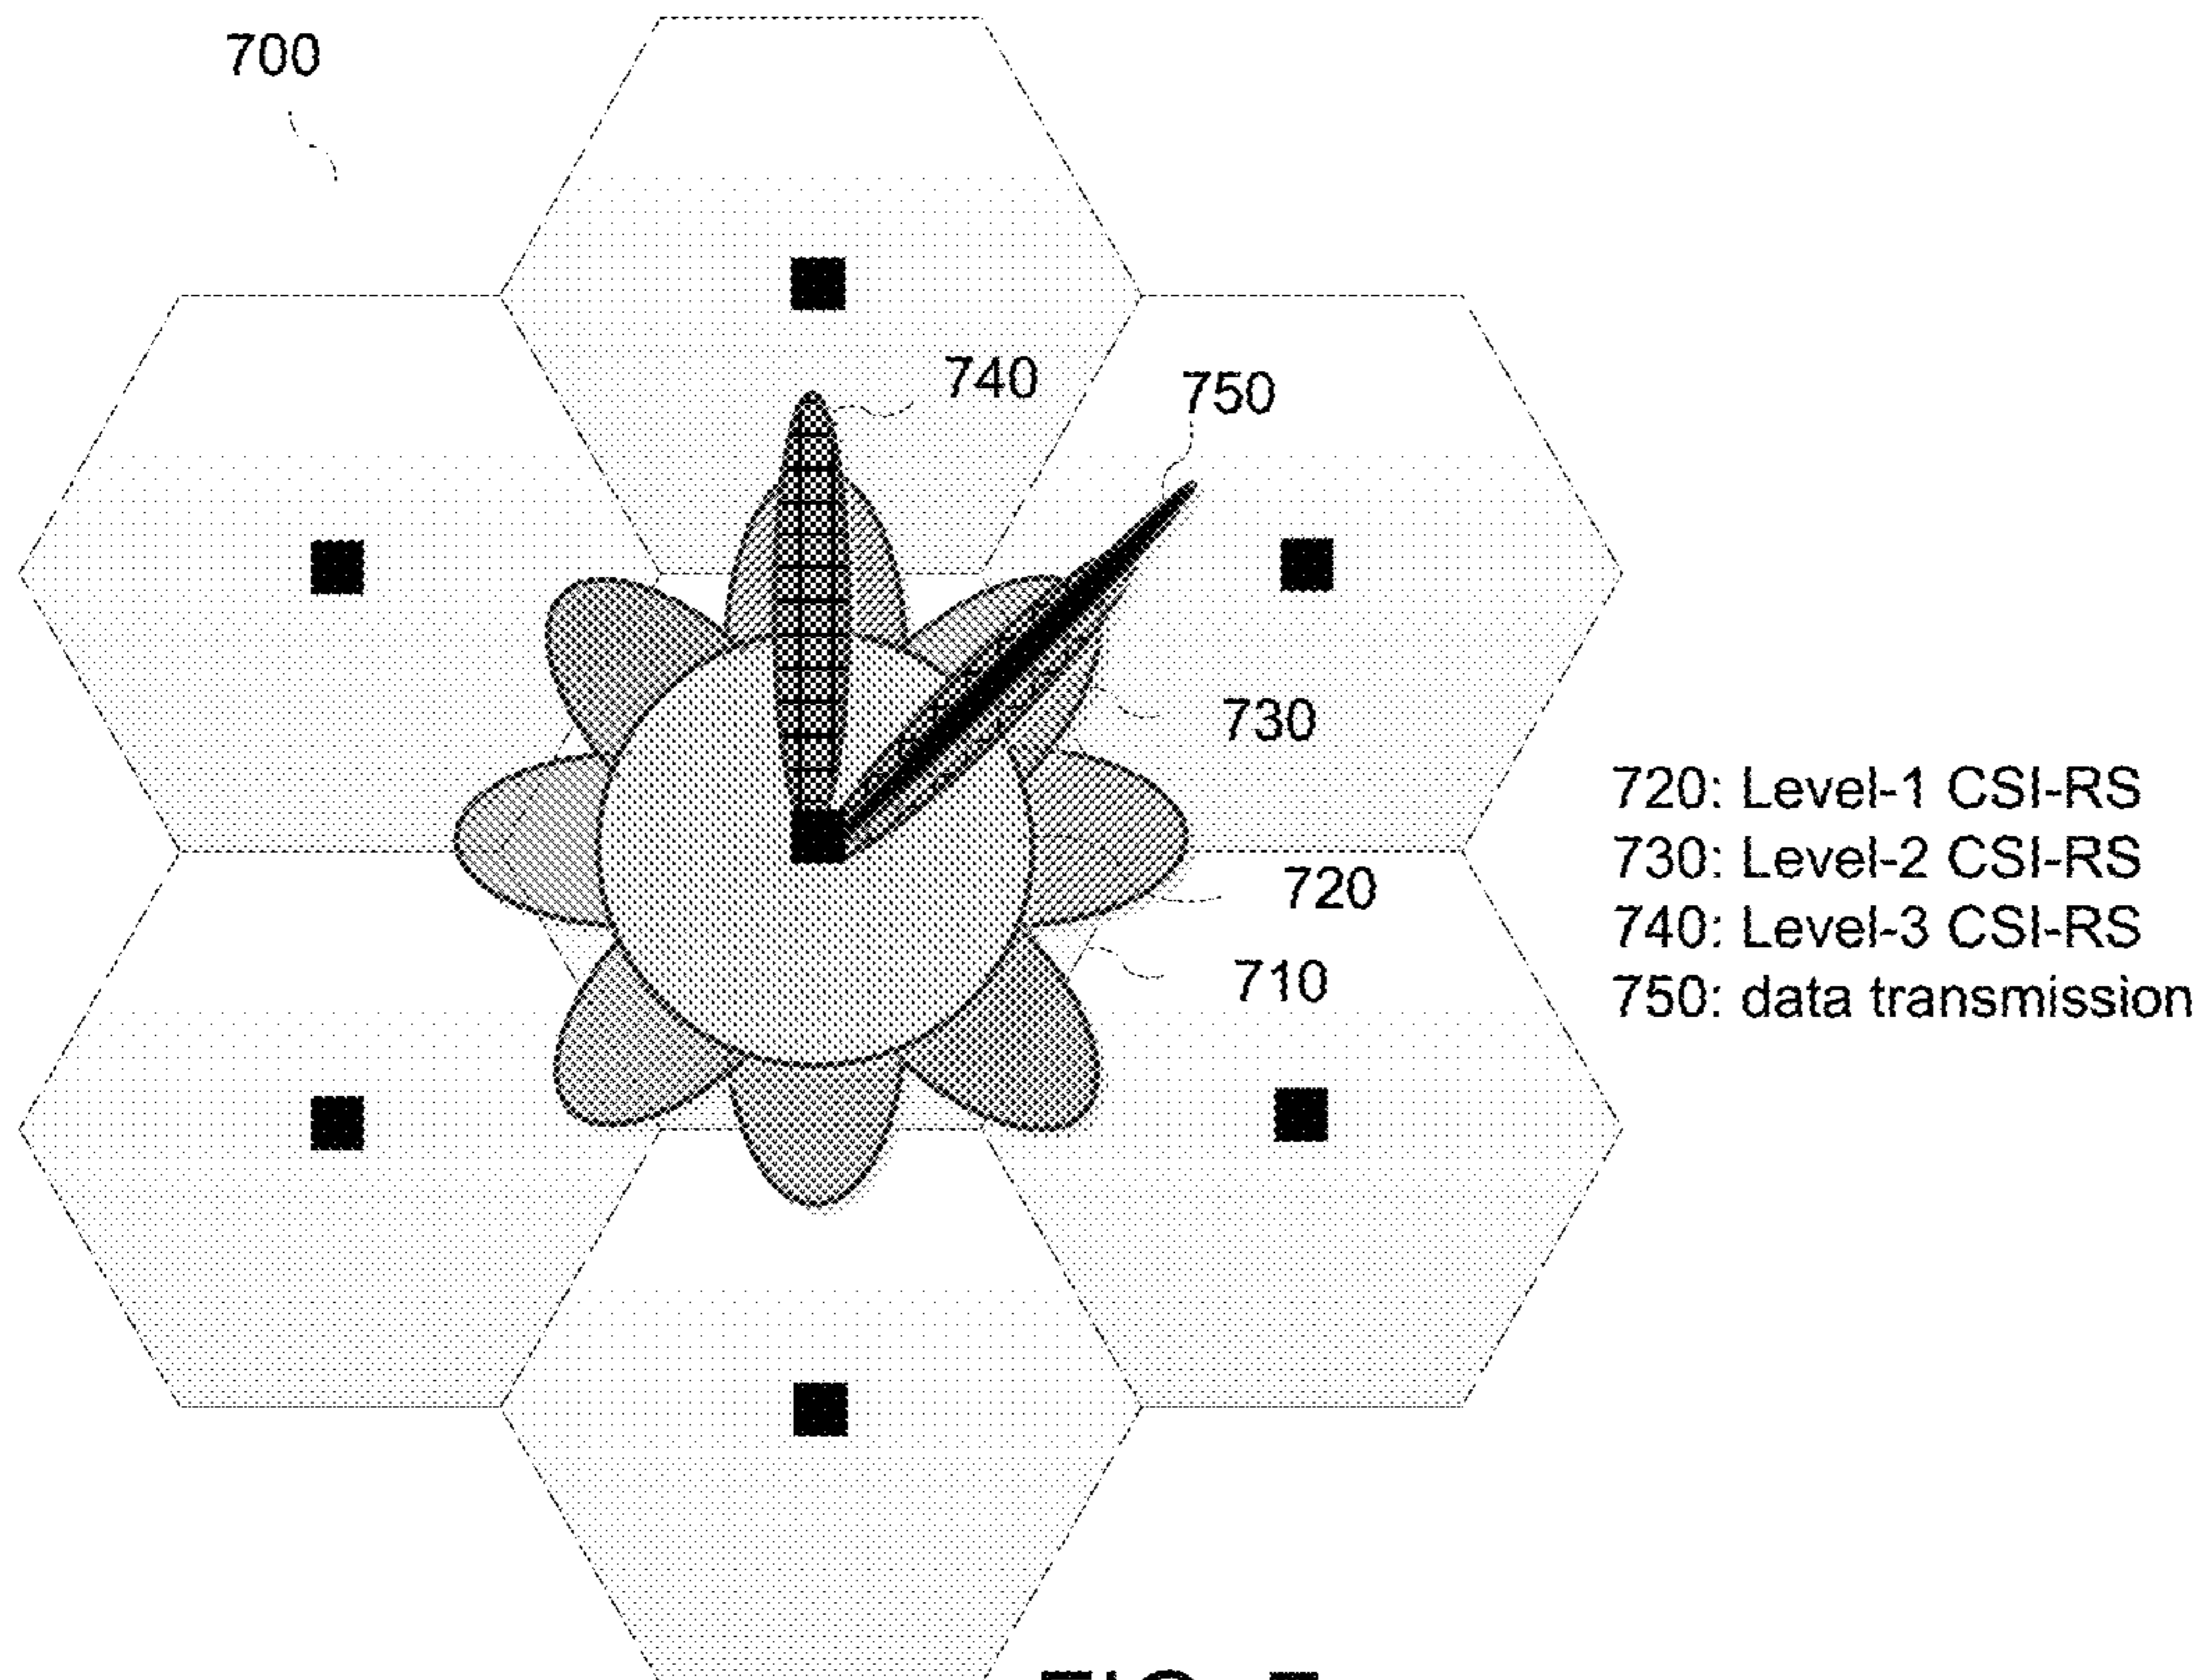 700
740
750
730
720: Level-1 CSI-RS
730: Level-2 CSI-RS
720
740: Level-3 CSI-RS
710
750: data transmission